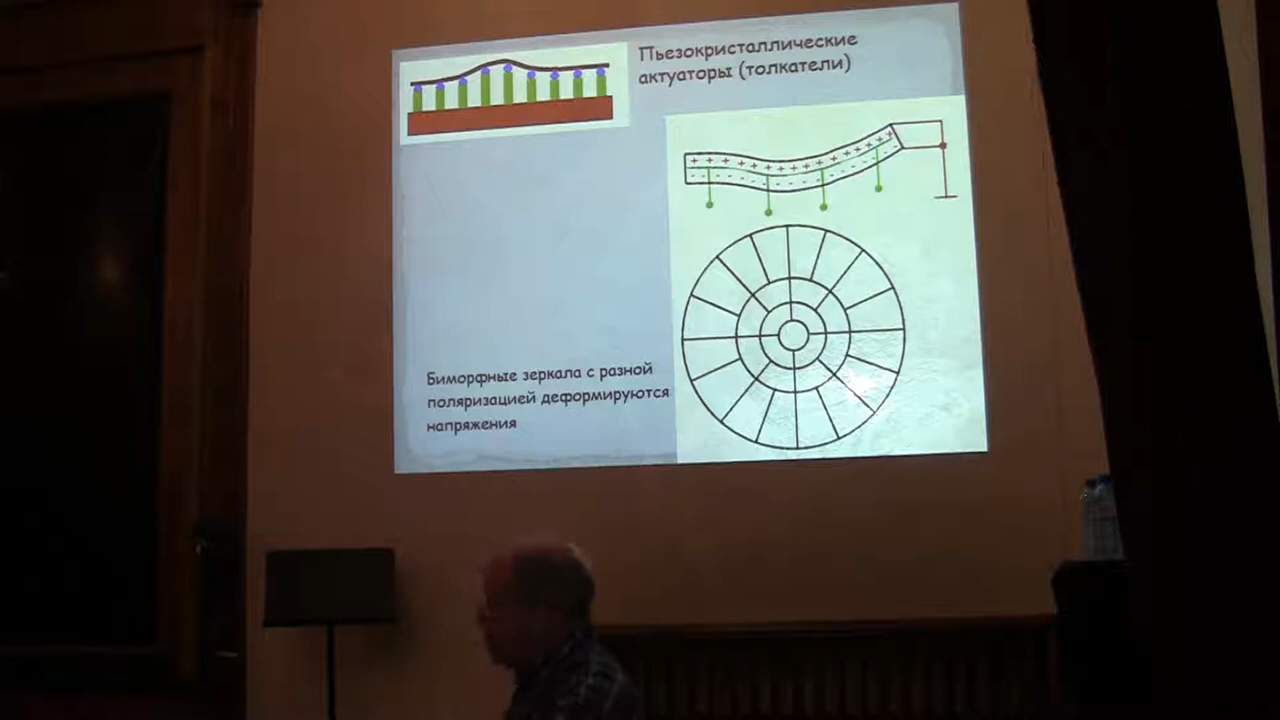 Пьезокристаллические
актуаторы (толкатели)
Биморфные зеркала с разной
поляризацией деформируются
напряжения